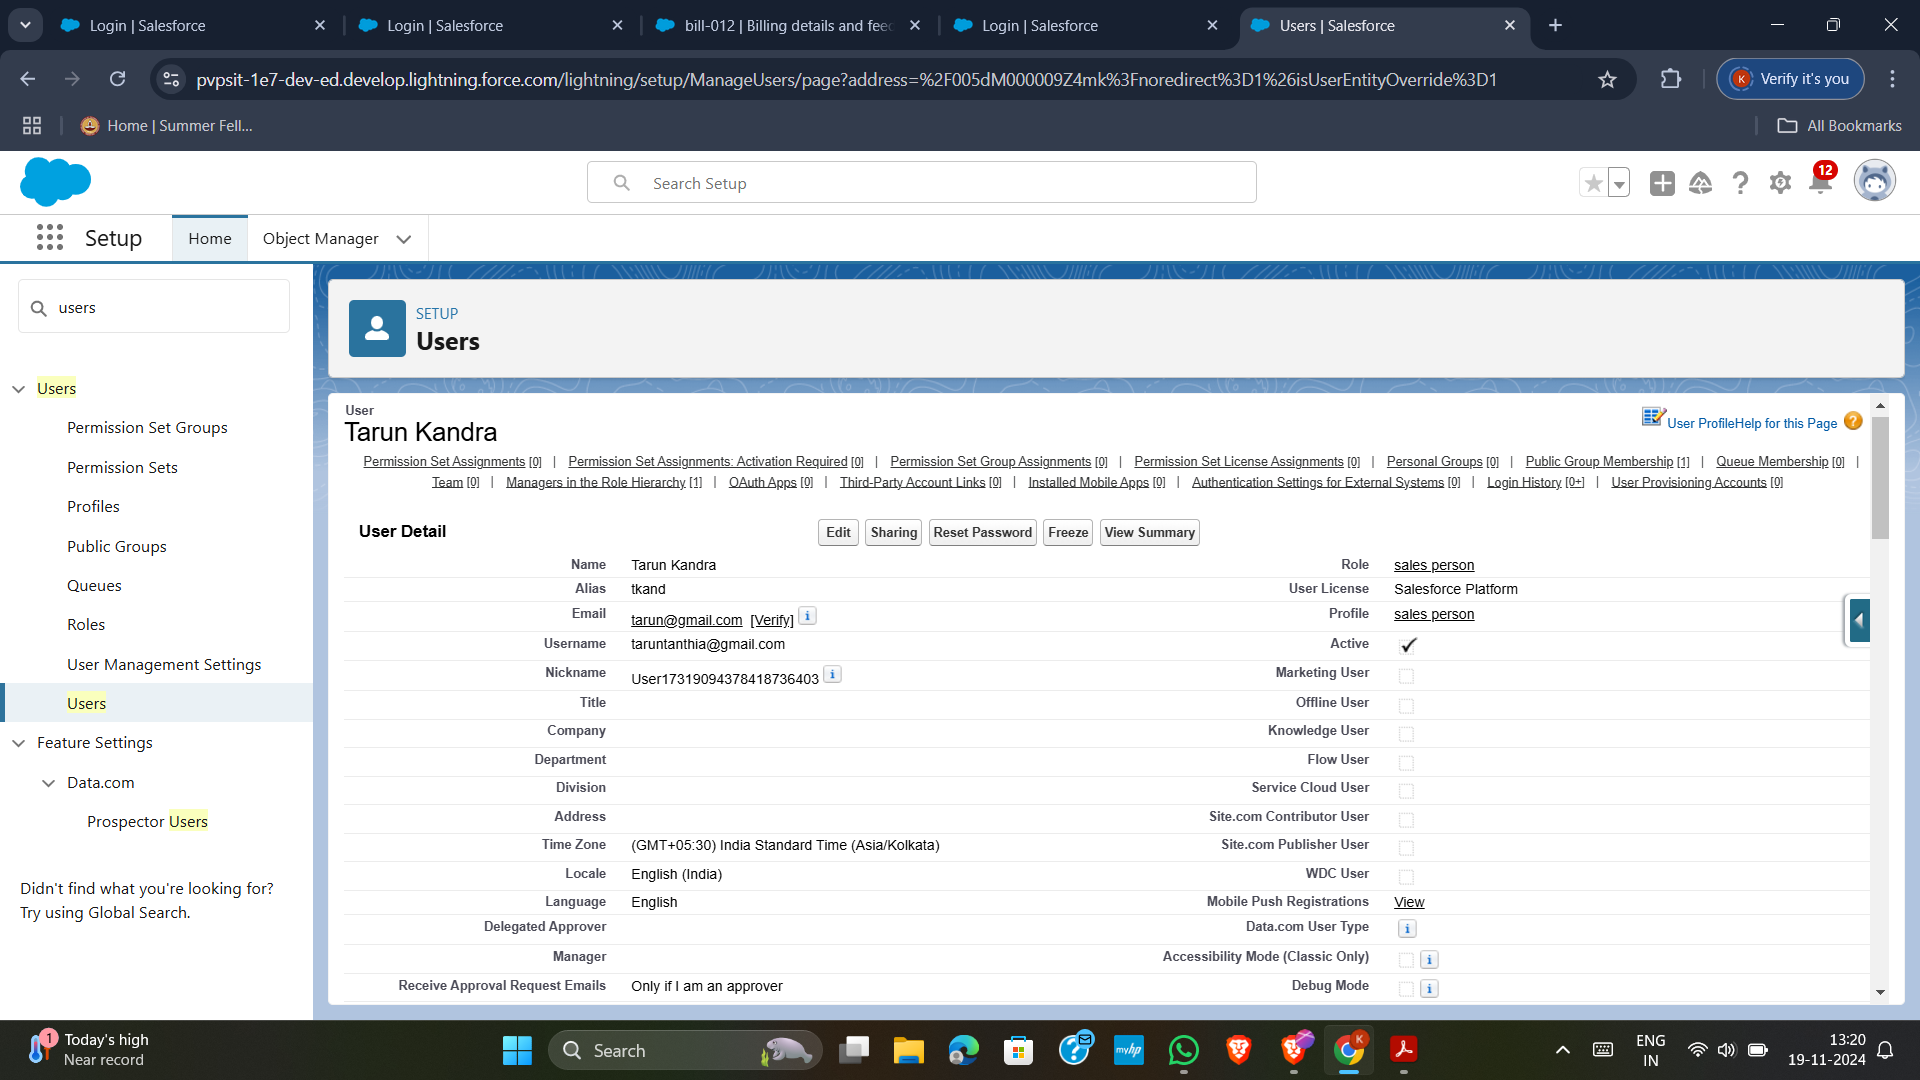 Login | Salesforce
Login | Salesforce
bill-012 | Billing details and feed
Login | Salesforce
Users | Salesforce
pvpsit-1e7-dev-ed.develop.lightning.force.com/lightning/setup/ManageUsers/page?address=%2F005dM000009Z4mk%3Fnoredirect%3D1%26isUserEntityOverride%3D1
K Verify it's you
Home | Summer Fell...
All Bookmarks
Search Setup
12
Setup
Home
Object Manager
users
SETUP
Users
Users
Permission Set Groups
Permission Sets
Profiles
Public Groups
Queues
Roles
User Management Settings
Users
Feature Settings
Data.com
Prospector Users
Didn't find what you're looking for?
Try using Global Search.
User
Tarun Kandra
User Profile Help for this Page ?
Permission Set Assignments [0] | Permission Set Assignments: Activation Required [0] | Permission Set Group Assignments [0] | Permission Set License Assignments [0] | Personal Groups [0] | Public Group Membership [1] | Queue Membership [0] |
Team [0] | Managers in the Role Hierarchy [1] | OAuth Apps [0] | Third-Party Account Links [0] | Installed Mobile Apps [0] | Authentication Settings for External Systems [0] | Login History [0+] | User Provisioning Accounts [0]
User Detail
Edit Sharing Reset Password Freeze View Summary
Name Tarun Kandra Role sales person
Alias tkand User License Salesforce Platform
Email tarun@gmail.com [Verify] i Profile sales person
Username taruntanthia@gmail.com Active
Nickname User17319094378418736403 i Marketing User
Title Offline User
Company Knowledge User
Department Flow User
Division Service Cloud User
Address Site.com Contributor User
Time Zone (GMT+05:30) India Standard Time (Asia/Kolkata) Site.com Publisher User
Locale English (India) WDC User
Language English Mobile Push Registrations View
Delegated Approver Data.com User Type i
Manager Accessibility Mode (Classic Only) i
Receive Approval Request Emails Only if I am an approver Debug Mode i
1
Today's high
Near record
Search
myhp
K
ENG
IN
13:20
19-11-2024